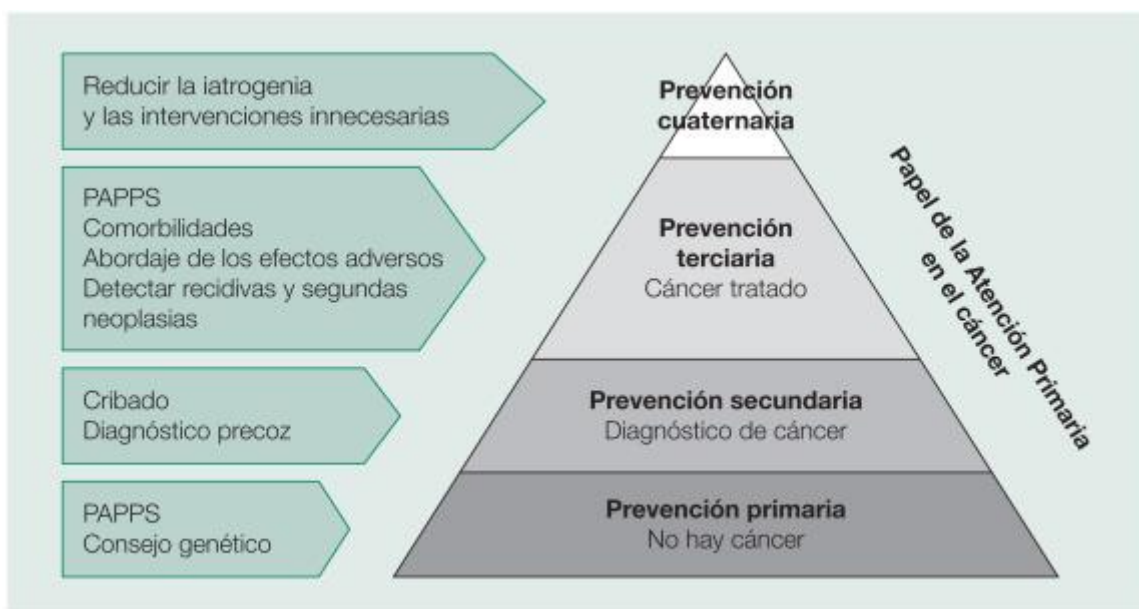 Reducir la iatrogenia
y las intervenciones innecesarias
Prevención
cuaternaria
PAPPS
Comorbilidades
Abordaje de los efectos adversos
Detectar recidivas y segundas
neoplasias
Prevención
terciaria
Cáncer tratado
Papel de la Atención Primaria
en el cáncer
Cribado
Diagnóstico precoz
Prevención secundaria
Diagnóstico de cáncer
PAPPS
Consejo genético
Prevención primaria
No hay cáncer